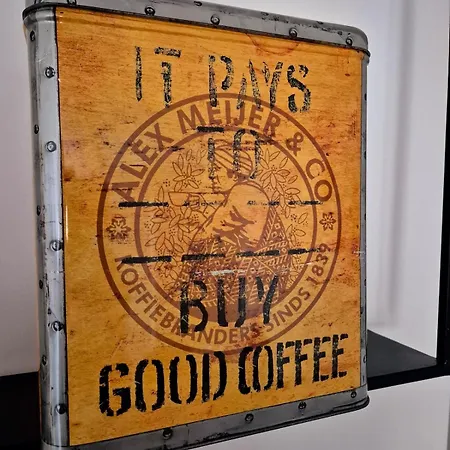 IT PAYS
TO
BUY
GOOD COFFEE
ALEX MEIJER & CO.
KOFFIEBRANDERS SINDS 1839